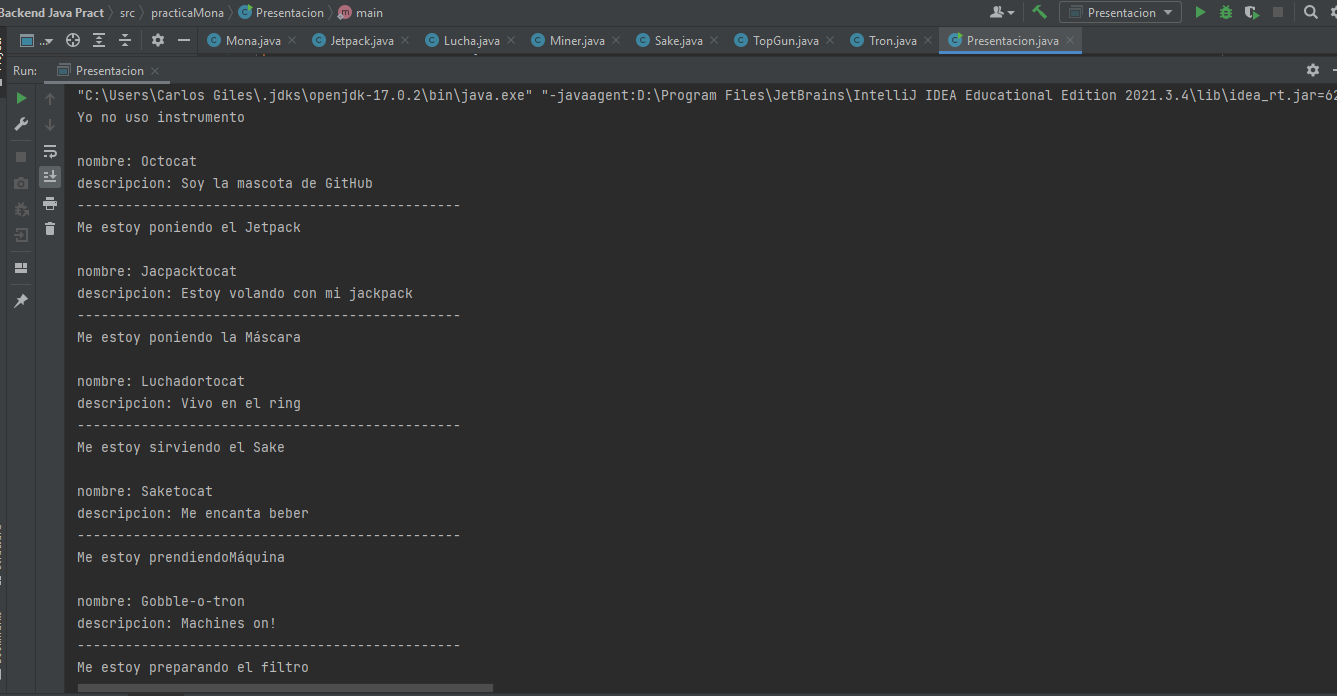 Backend Java Pract src practicaMona Presentacion main Presentacion
... Mona.java Jetpack.java Lucha.java Miner.java Sake.java TopGun.java Tron.java Presentacion.java
Run: Presentacion
"C:\Users\Carlos Giles\.jdks\openjdk-17.0.2\bin\java.exe" "-javaagent:D:\Program Files\JetBrains\IntelliJ IDEA Educational Edition 2021.3.4\lib\idea_rt.jar=62
Yo no uso instrumento
nombre: Octocat
descripcion: Soy la mascota de GitHub
------------------------------------------------
Me estoy poniendo el Jetpack
nombre: Jacpacktocat
descripcion: Estoy volando con mi jackpack
------------------------------------------------
Me estoy poniendo la Máscara
nombre: Luchadortocat
descripcion: Vivo en el ring
------------------------------------------------
Me estoy sirviendo el Sake
nombre: Saketocat
descripcion: Me encanta beber
------------------------------------------------
Me estoy prendiendoMáquina
nombre: Gobble-o-tron
descripcion: Machines on!
------------------------------------------------
Me estoy preparando el filtro